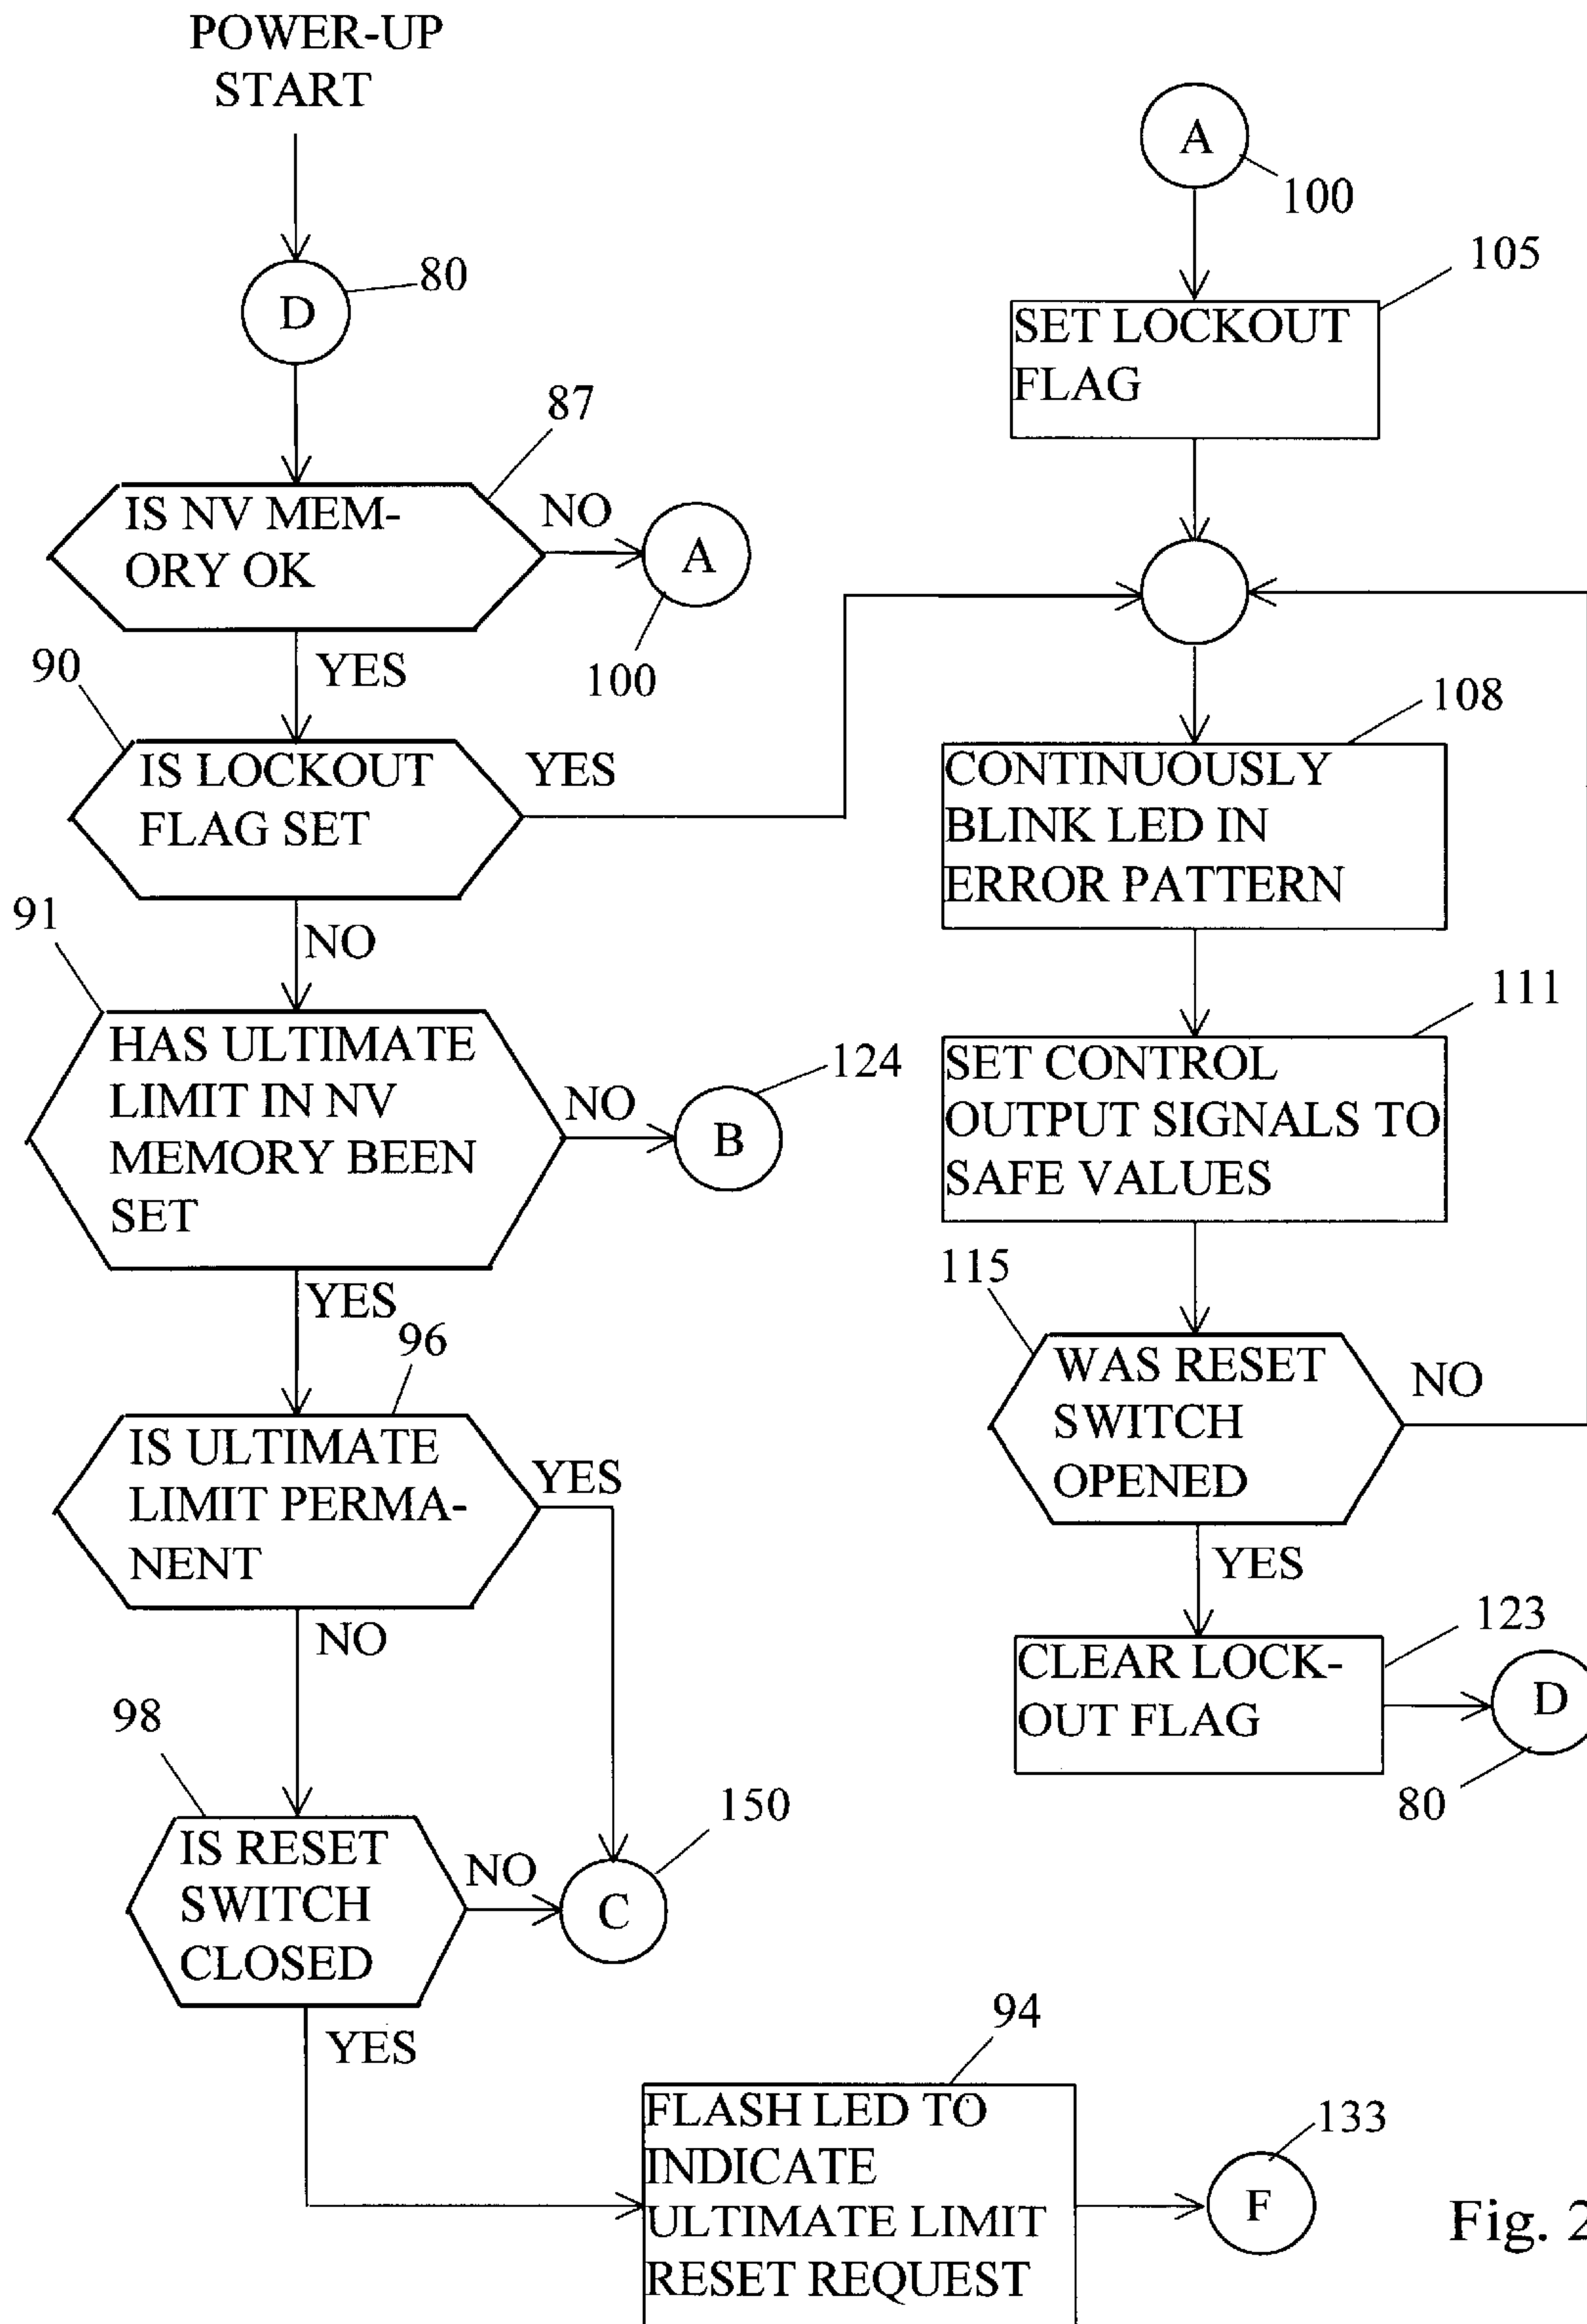 POWER-UP
START
D
80
87
IS NV MEM-
ORY OK
NO
A
100
YES
90
IS LOCKOUT
FLAG SET
YES
NO
91
HAS ULTIMATE
LIMIT IN NV
MEMORY BEEN
SET
NO
B
124
YES
96
IS ULTIMATE
LIMIT PERMA-
NENT
YES
NO
98
IS RESET
SWITCH
CLOSED
NO
C
150
YES
94
FLASH LED TO
INDICATE
ULTIMATE LIMIT
RESET REQUEST
F
133
A
100
105
SET LOCKOUT
FLAG
108
CONTINUOUSLY
BLINK LED IN
ERROR PATTERN
111
SET CONTROL
OUTPUT SIGNALS TO
SAFE VALUES
115
WAS RESET
SWITCH
OPENED
NO
YES
123
CLEAR LOCK-
OUT FLAG
D
80
Fig. 2